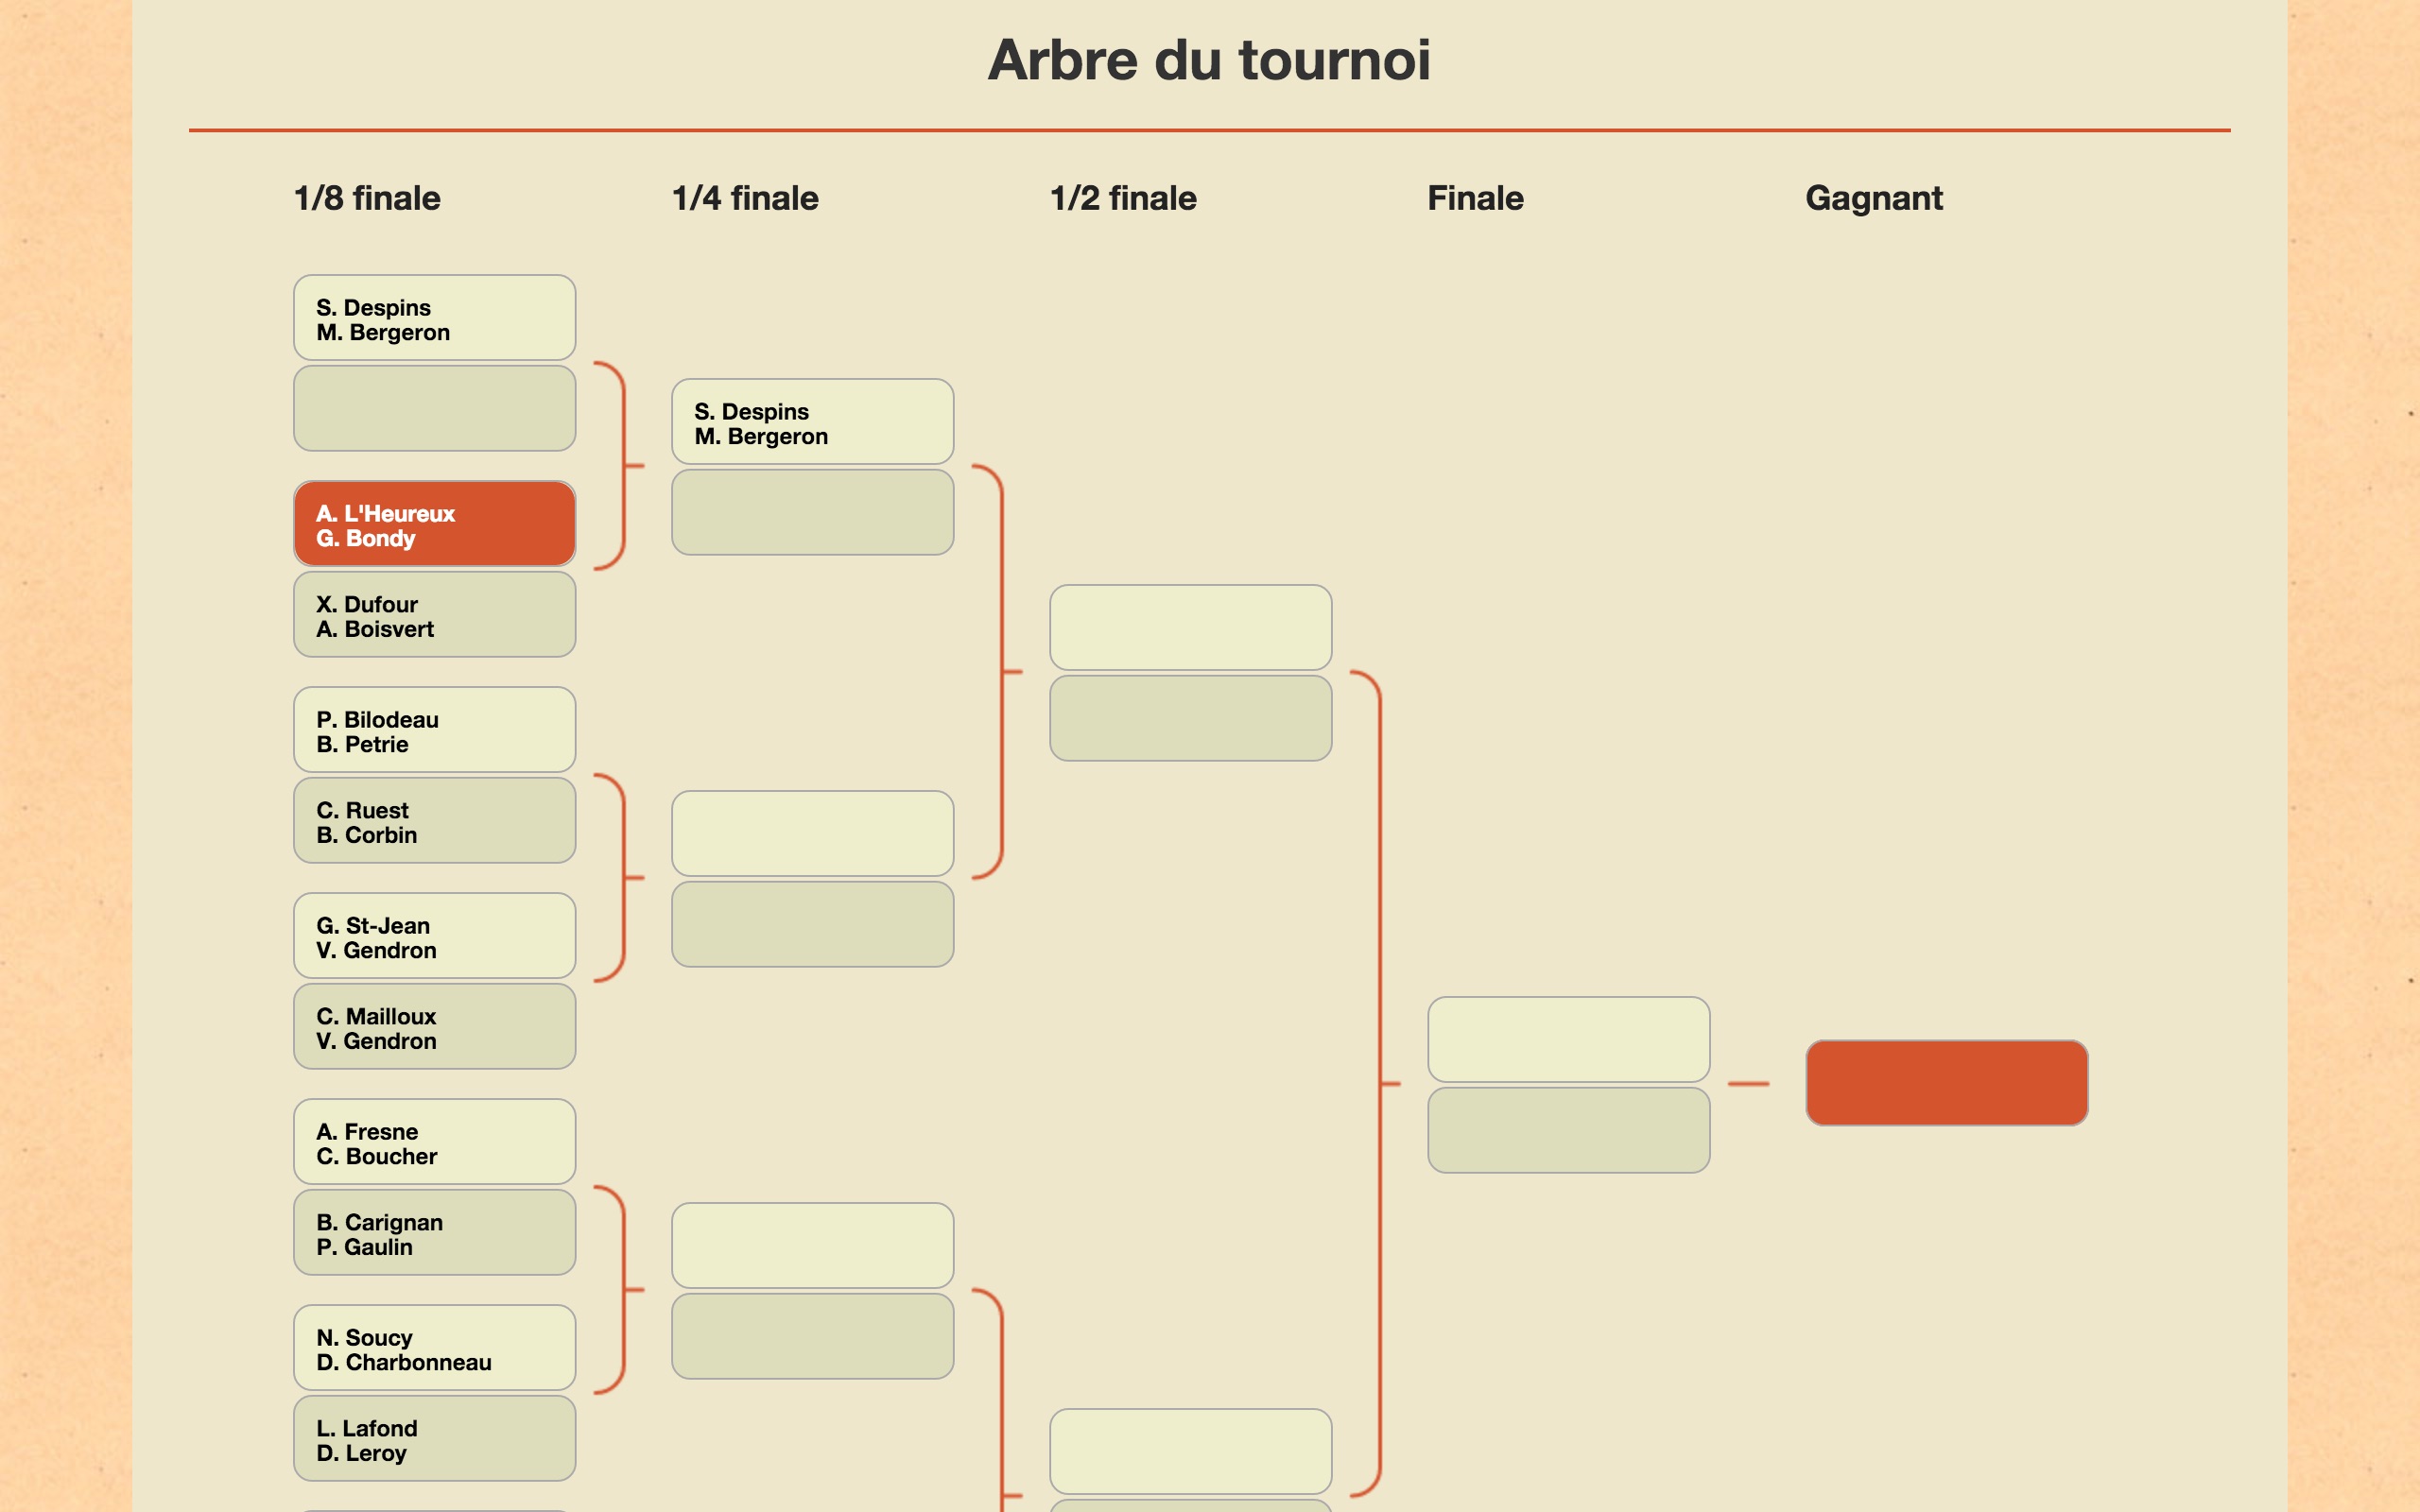 Arbre du tournoi
1/8 finale
1/4 finale
1/2 finale
Finale
Gagnant
S. Despins
M. Bergeron
A. L'Heureux
G. Bondy
X. Dufour
A. Boisvert
P. Bilodeau
B. Petrie
C. Ruest
B. Corbin
G. St-Jean
V. Gendron
C. Mailloux
V. Gendron
A. Fresne
C. Boucher
B. Carignan
P. Gaulin
N. Soucy
D. Charbonneau
L. Lafond
D. Leroy
S. Despins
M. Bergeron